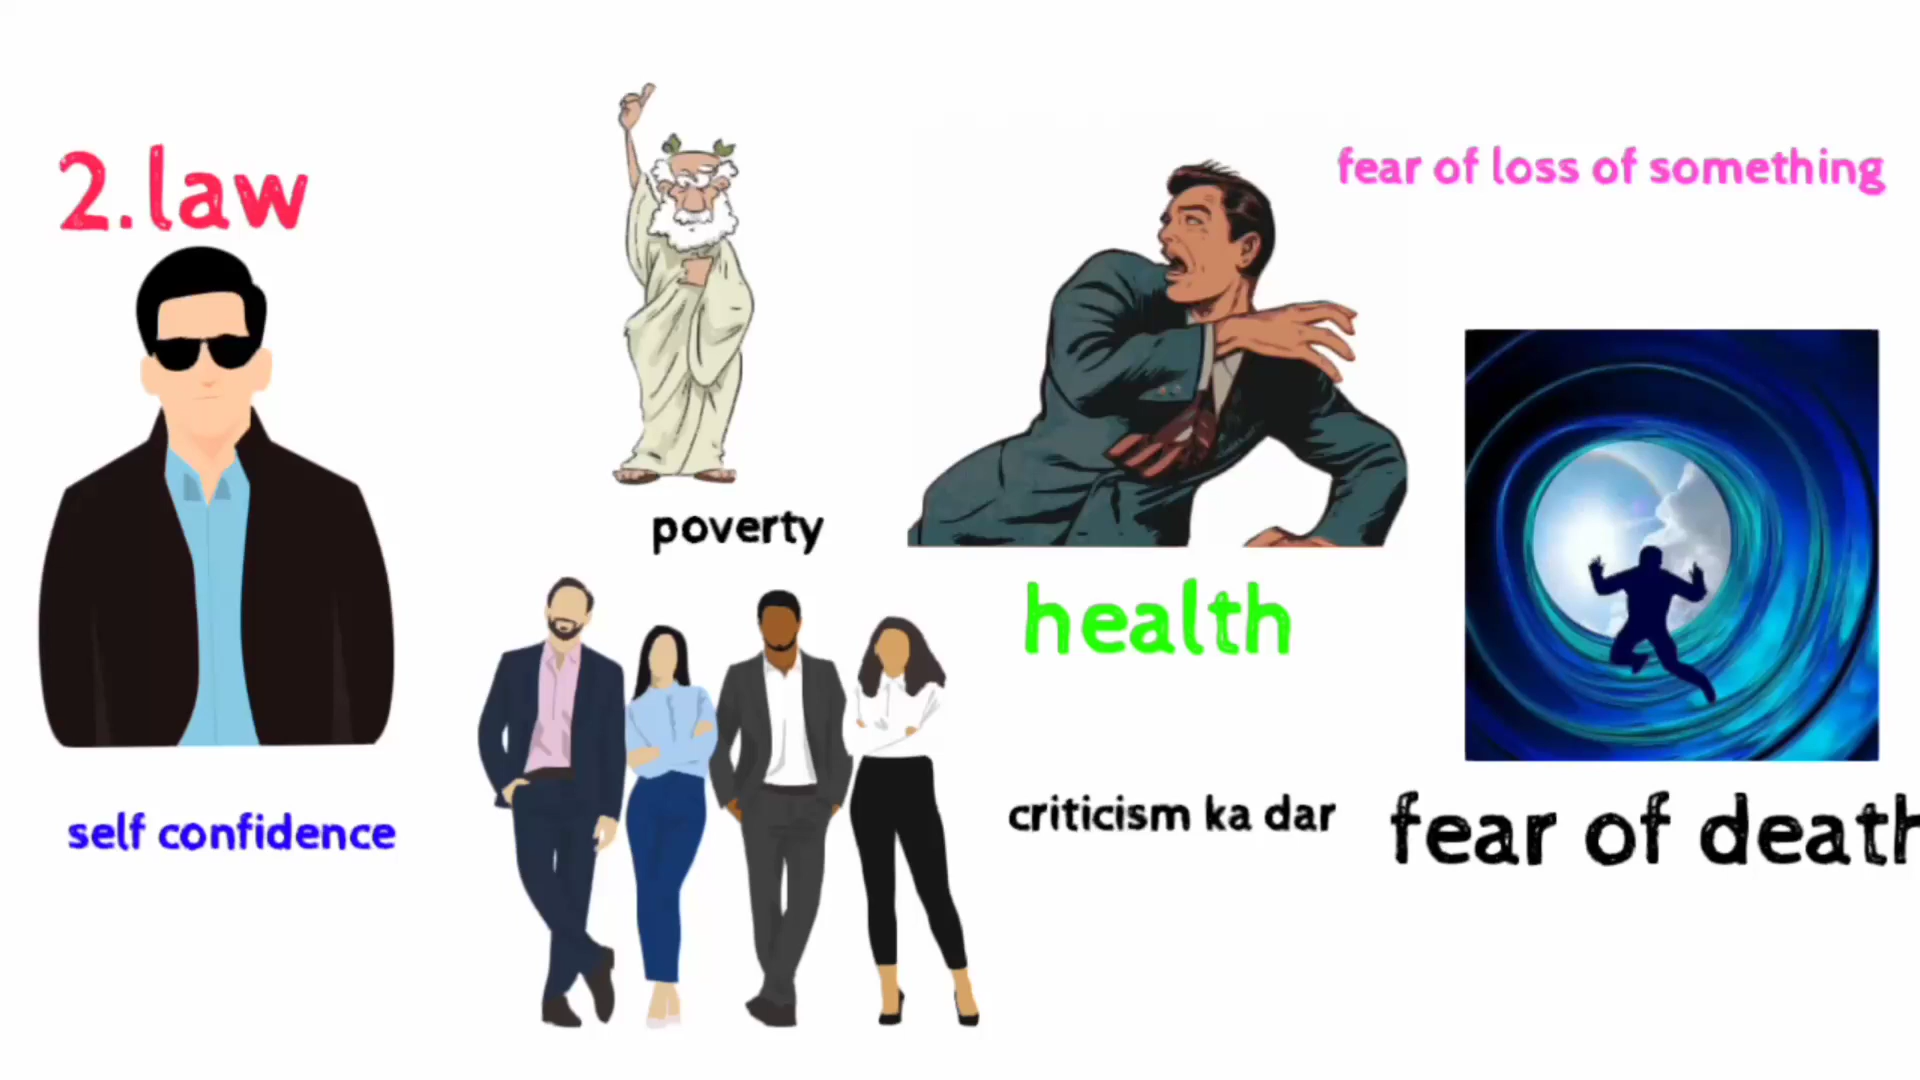 2.law
self confidence
poverty
health
criticism ka dar
fear of loss of something
fear of death